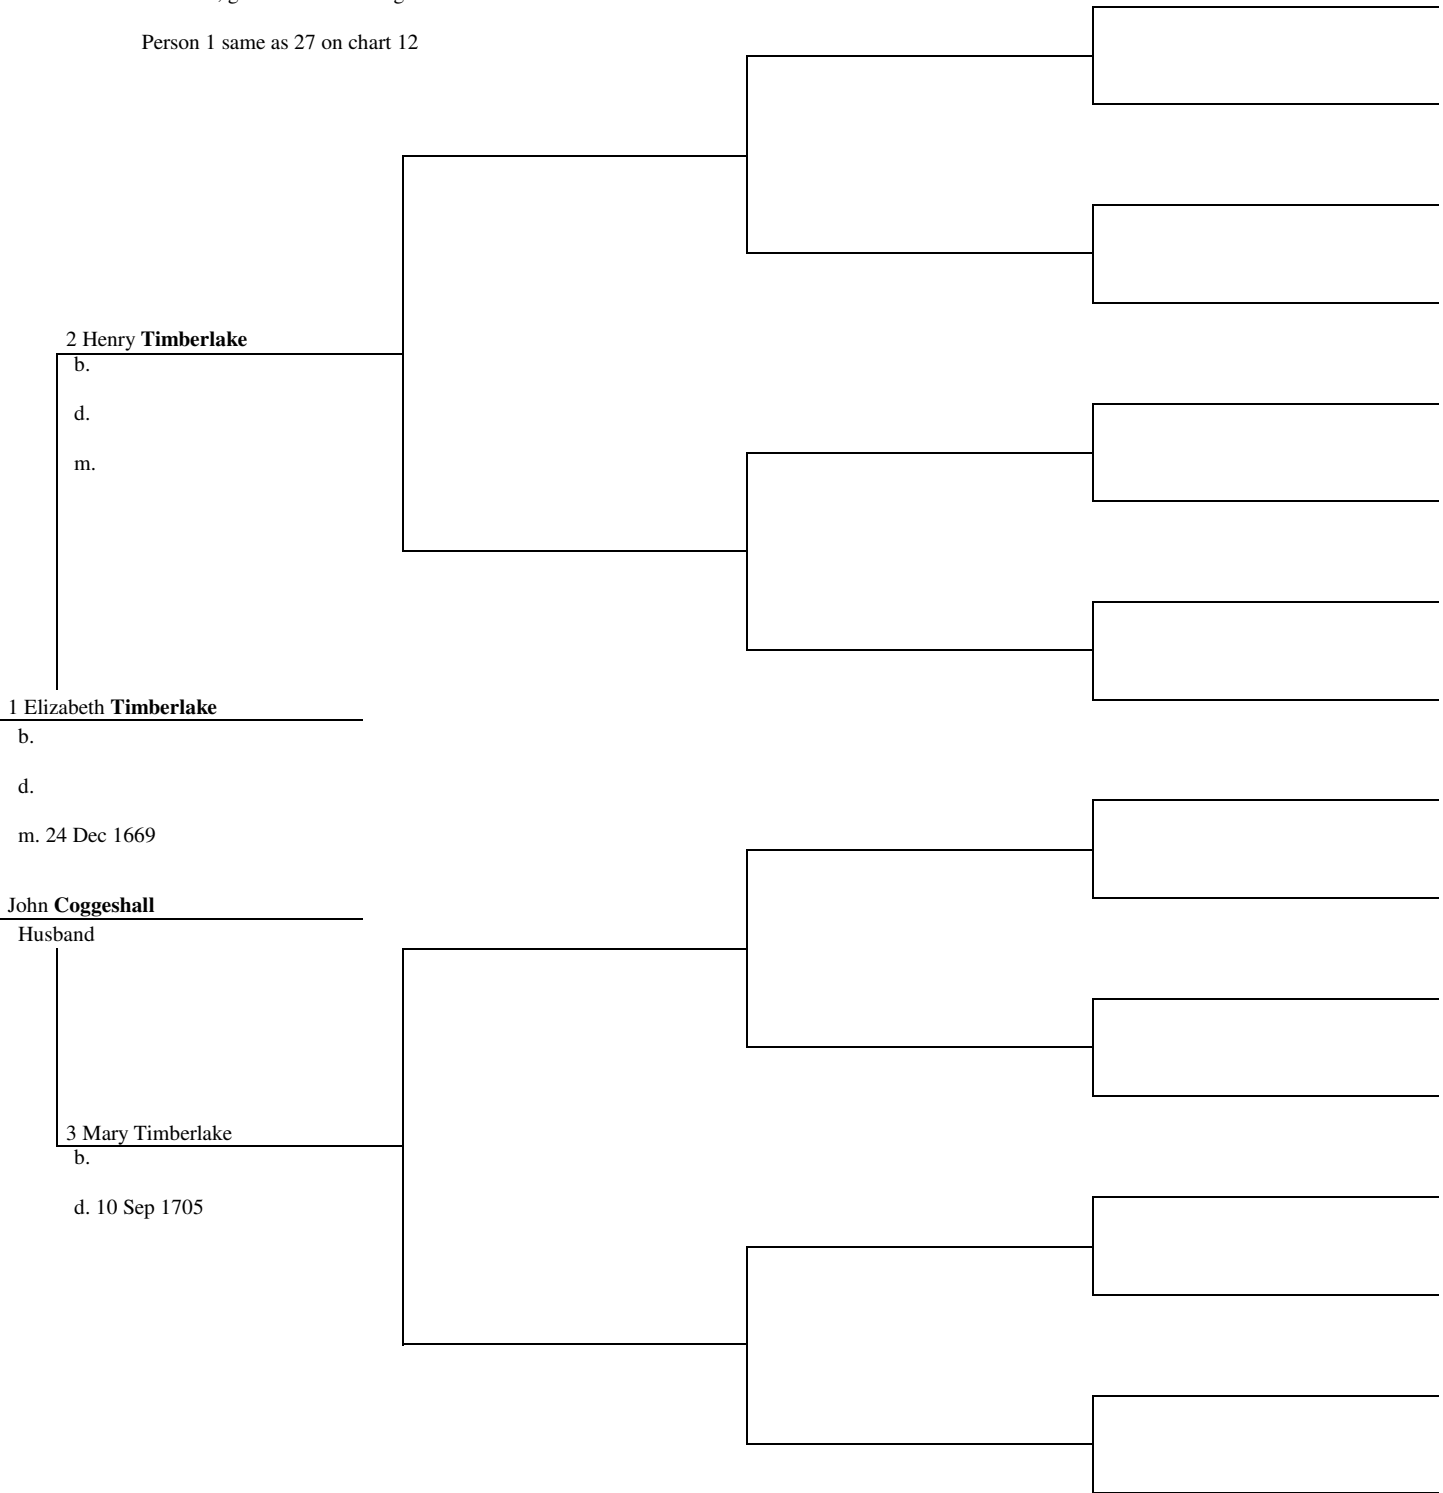 Person 1 same as 27 on chart 12
2 Henry Timberlake
b.
d.
m.
1 Elizabeth Timberlake
b.
d.
m. 24 Dec 1669
John Coggeshall
Husband
3 Mary Timberlake
b.
d. 10 Sep 1705